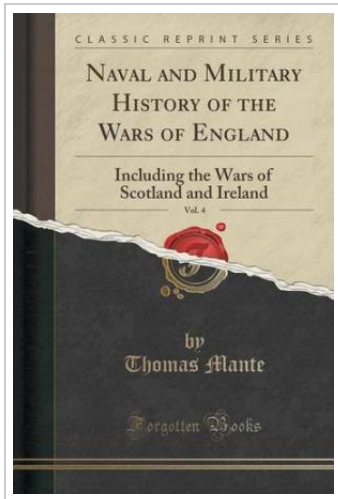 CLASSIC REPRINT SERIES
NAVAL AND MILITARY
HISTORY OF THE
WARS OF ENGLAND
Including the Wars of
Scotland and Ireland
Vol. 4
by
Thomas Mante
Forgotten Books